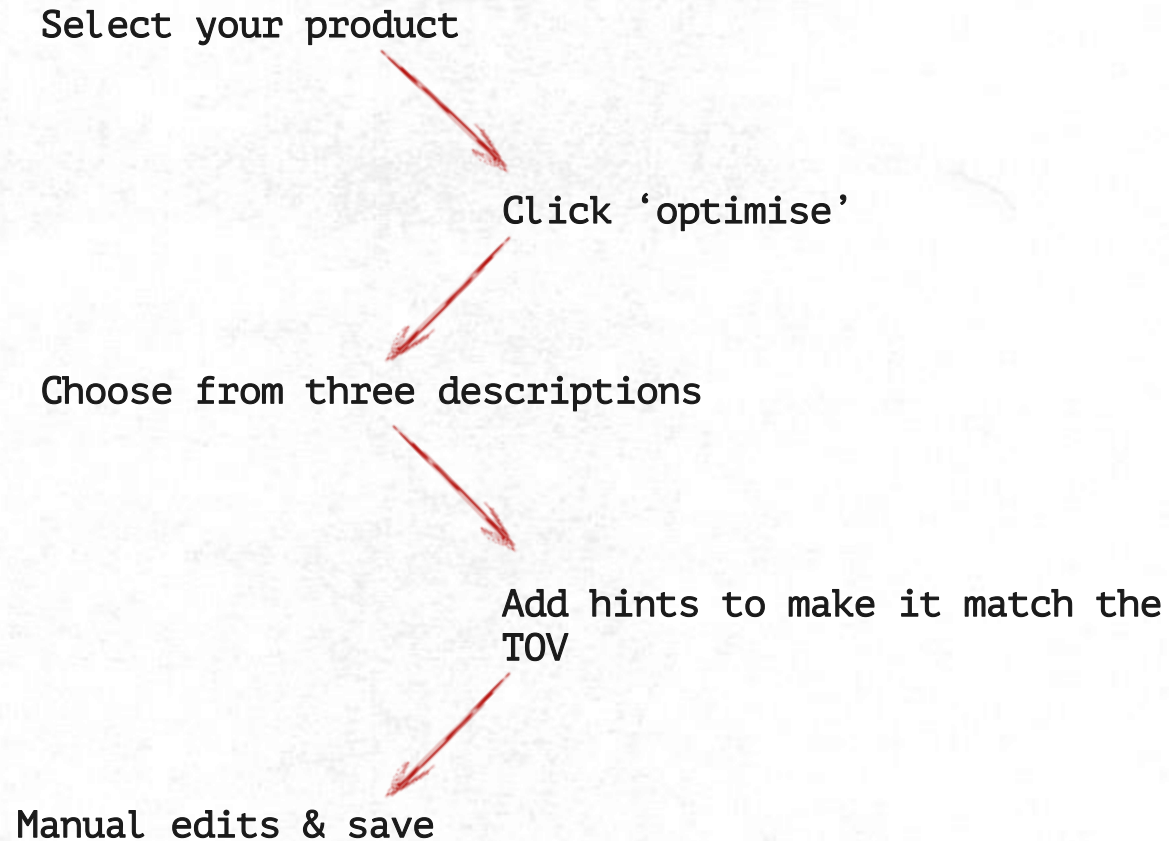 Select your product
Click ‘optimise’
Choose from three descriptions
Add hints to make it match the
TOV
Manual edits & save